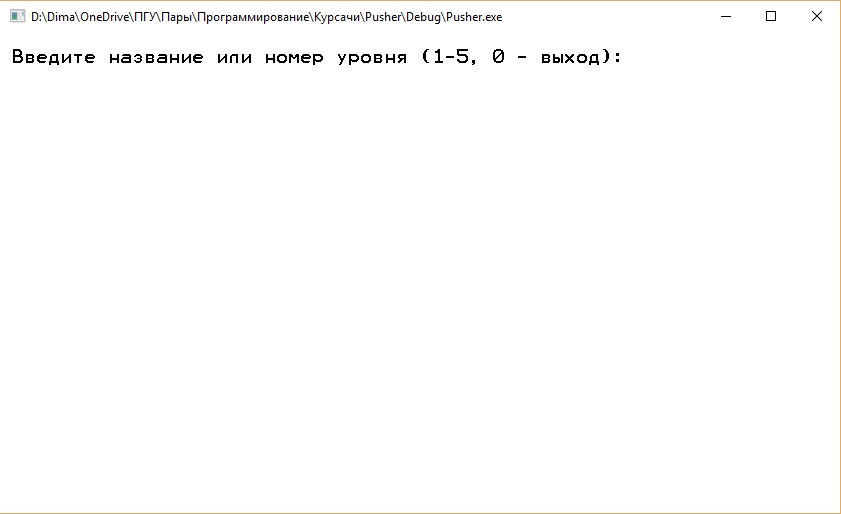 D:\Dima\OneDrive\ПГУ\Пары\Программирование\Курсачи\Pusher\Debug\Pusher.exe
Введите название или номер уровня (1-5, 0 - выход):